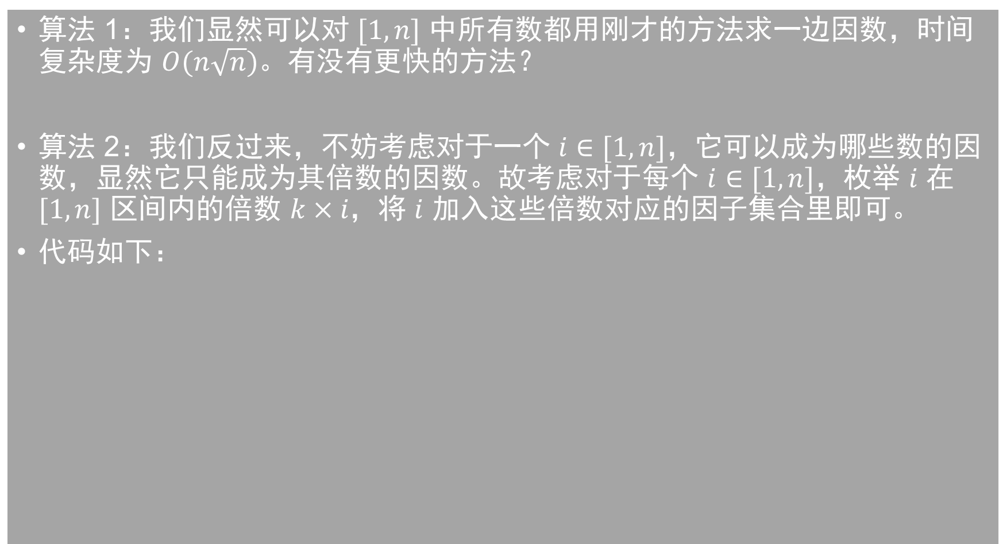 • 算法 1：我们显然可以对 [1, n] 中所有数都用刚才的方法求一边因数，时间
复杂度为 O(n√n)。有没有更快的方法？
• 算法 2：我们反过来，不妨考虑对于一个 i ∈ [1, n]，它可以成为哪些数的因
数，显然它只能成为其倍数的因数。故考虑对于每个 i ∈ [1, n]，枚举 i 在
[1, n] 区间内的倍数 k × i，将 i 加入这些倍数对应的因子集合里即可。
• 代码如下：